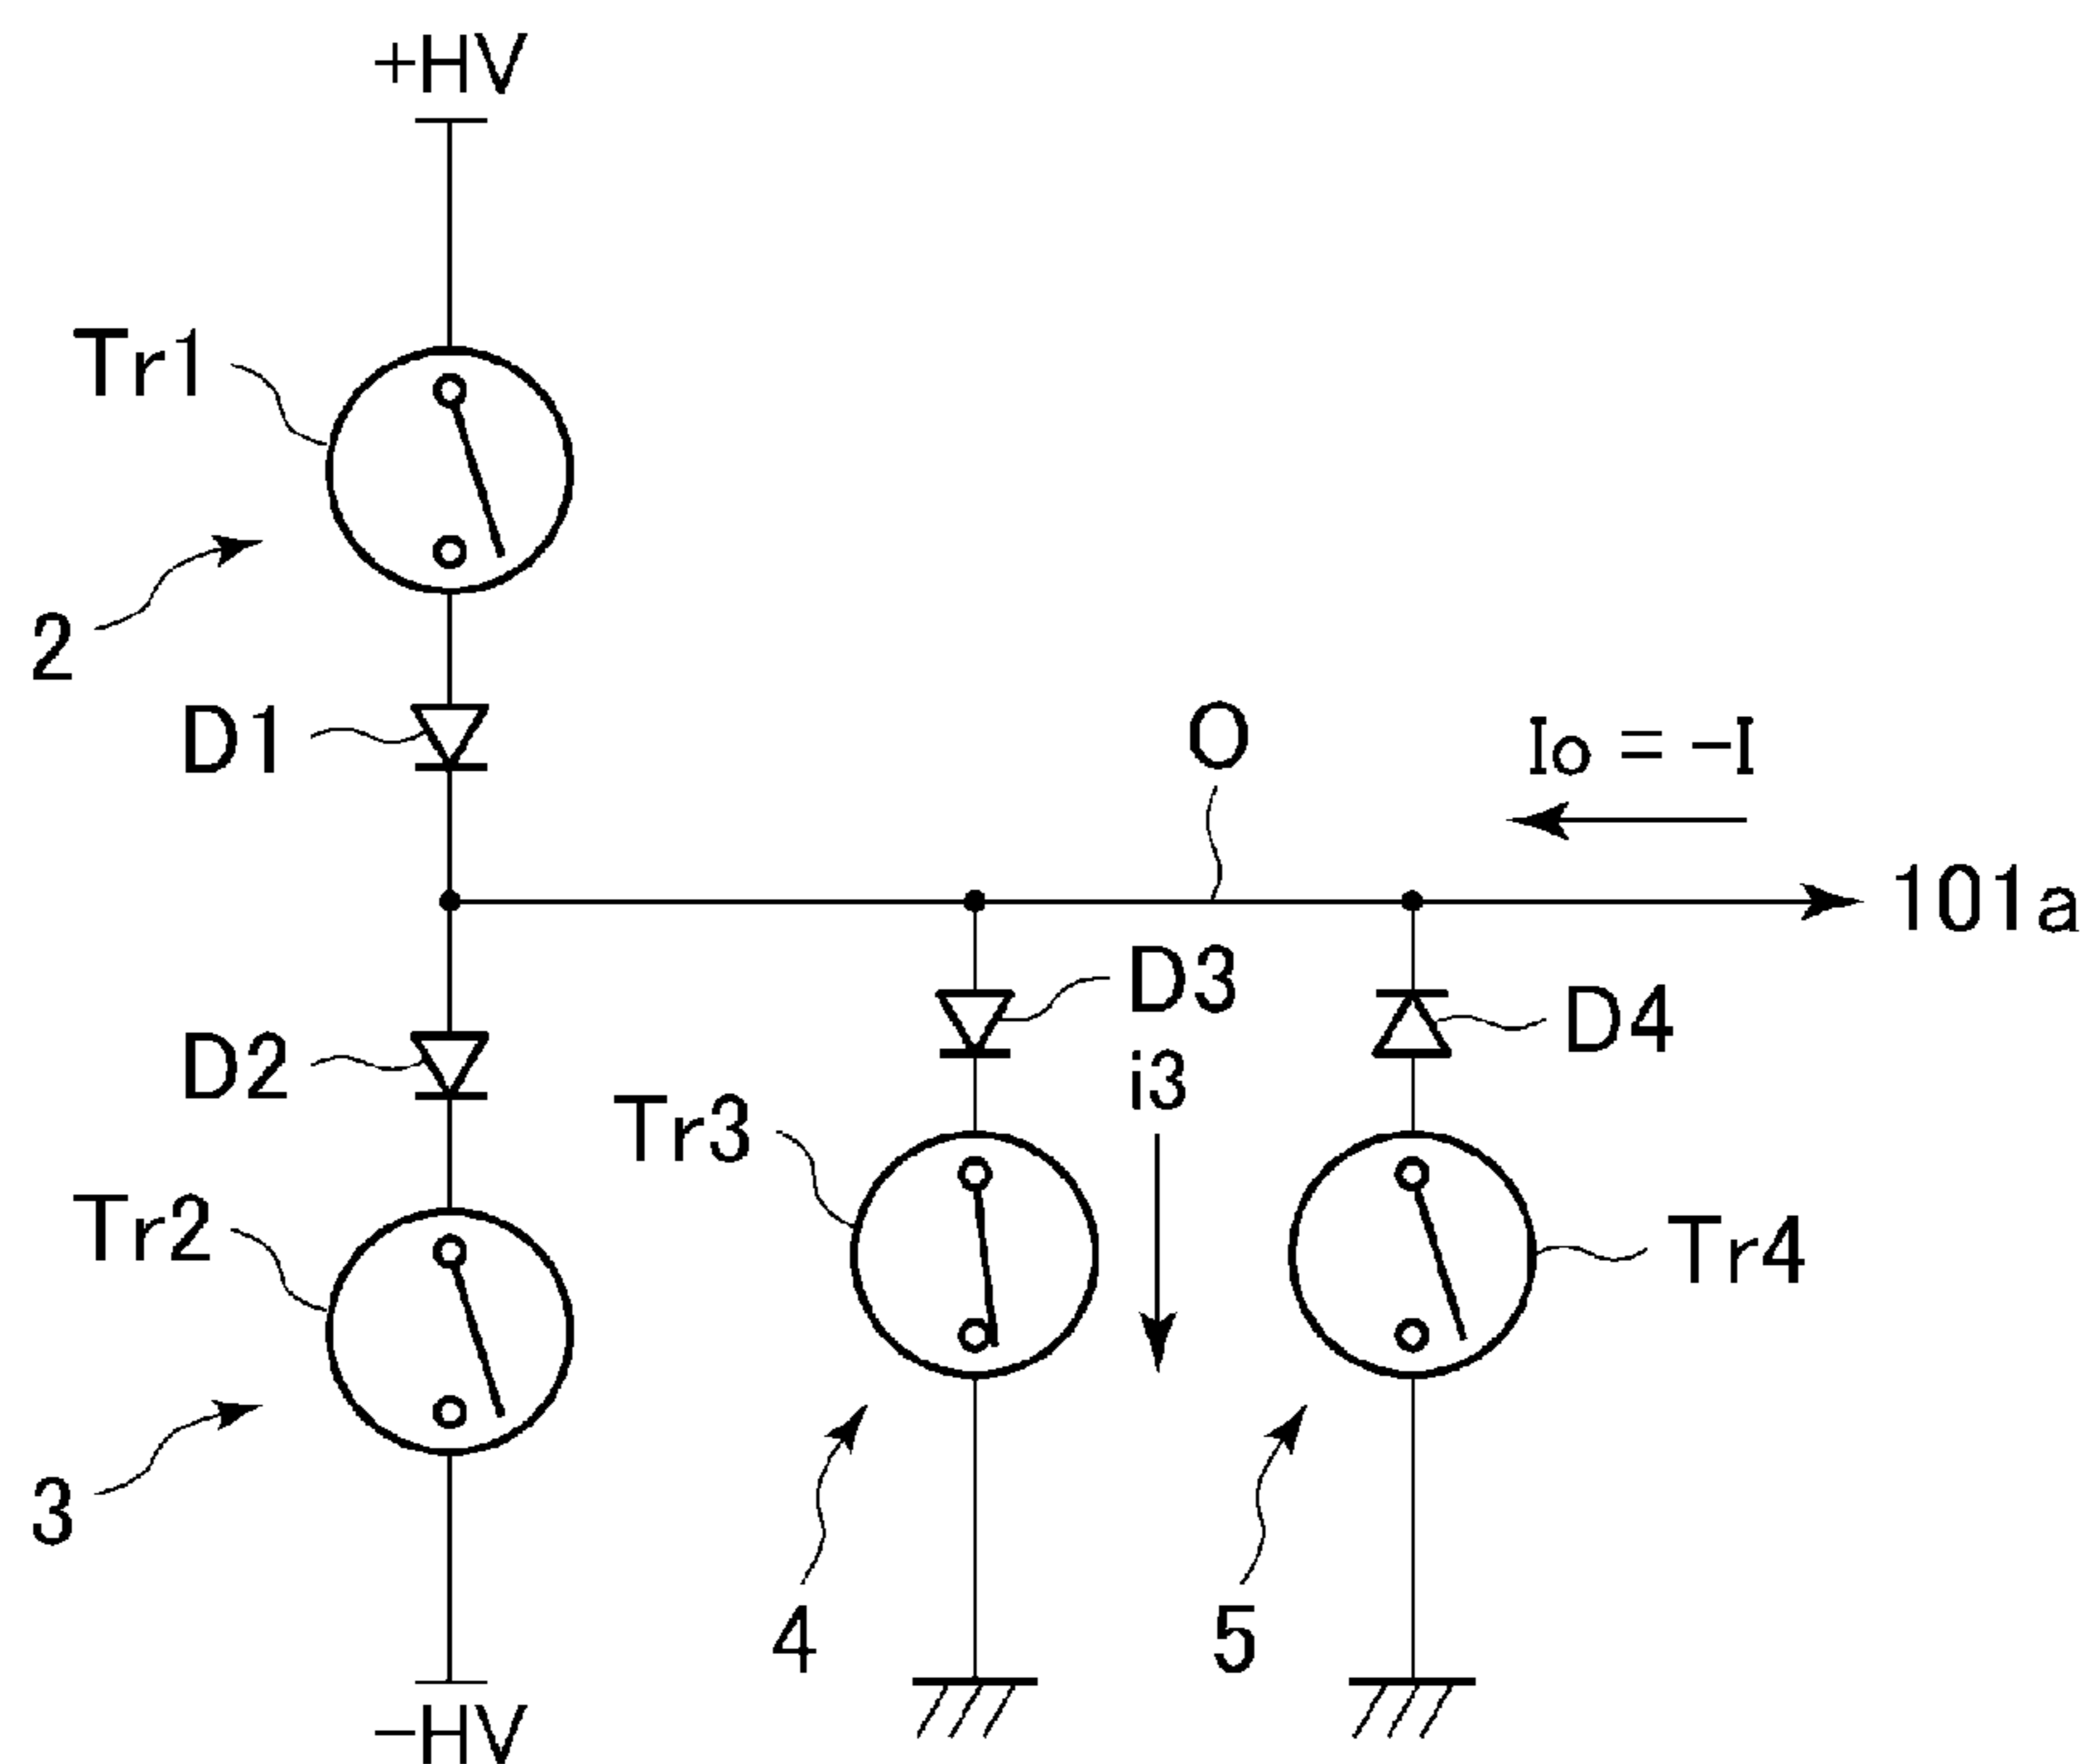 +HV
Tr1
2
D1
O
Io = -I
101a
D2
D3
D4
i3
Tr3
Tr2
Tr4
3
4
5
-HV